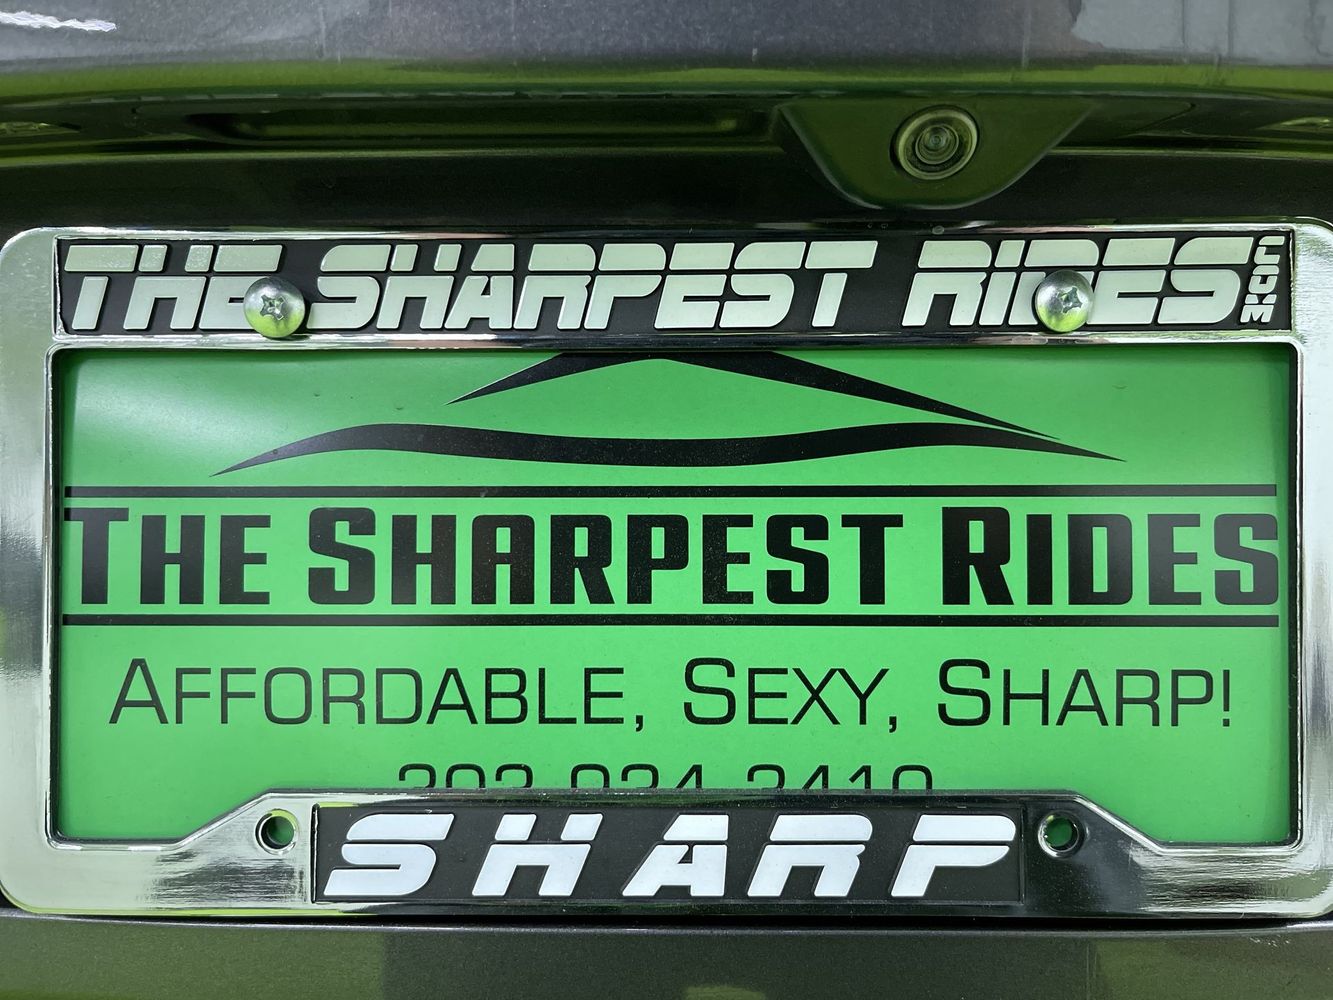 THE SHARPEST RIDES.COM
THE SHARPEST RIDES
AFFORDABLE, SEXY, SHARP!
SHARP